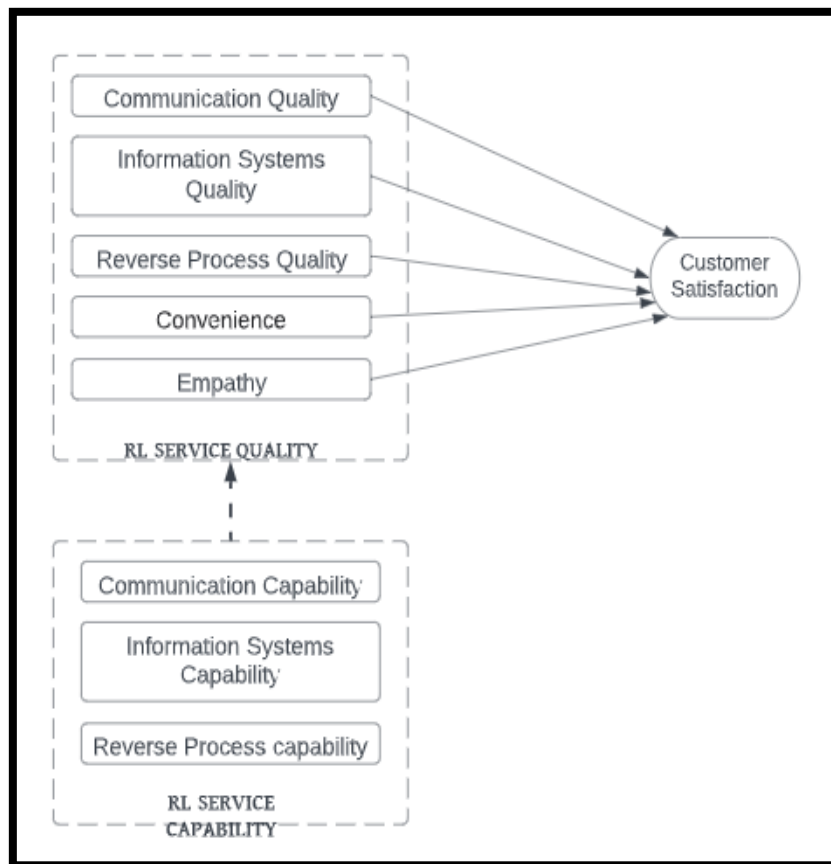 Communication Quality
Information Systems
Quality
Reverse Process Quality
Convenience
Empathy
RL SERVICE QUALITY
Customer
Satisfaction
Communication Capability
Information Systems
Capability
Reverse Process capability
RL SERVICE
CAPABILITY